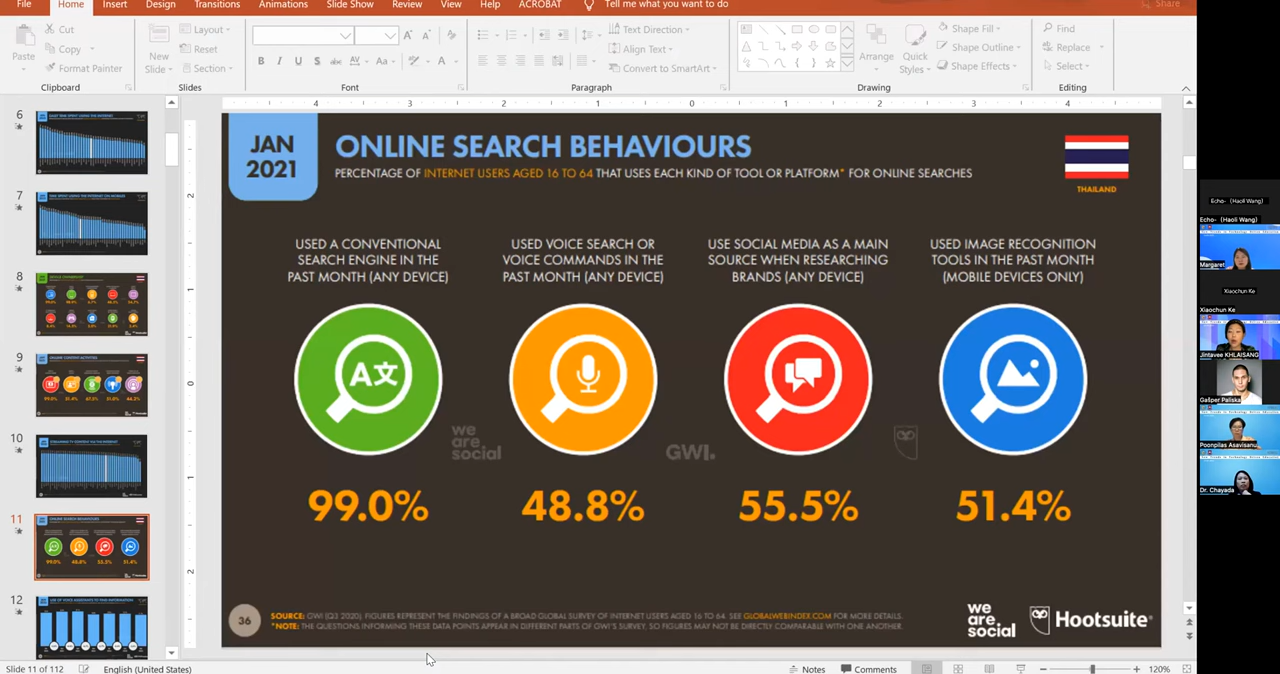 File Home Insert Design Transitions Animations Slide Show Review View Help ACROBAT Tell me what you want to do Share
Paste
Cut
Copy
Format Painter
Clipboard
New Slide
Layout
Reset
Section
Slides
Font
Text Direction
Align Text
Convert to SmartArt
Paragraph
Arrange
Quick Styles
Shape Fill
Shape Outline
Shape Effects
Drawing
Find
Replace
Select
Editing
6
7
8
9
10
11
12
JAN
2021
ONLINE SEARCH BEHAVIOURS
PERCENTAGE OF INTERNET USERS AGED 16 TO 64 THAT USES EACH KIND OF TOOL OR PLATFORM* FOR ONLINE SEARCHES
THAILAND
USED A CONVENTIONAL
SEARCH ENGINE IN THE
PAST MONTH (ANY DEVICE)
USED VOICE SEARCH OR
VOICE COMMANDS IN THE
PAST MONTH (ANY DEVICE)
USE SOCIAL MEDIA AS A MAIN
SOURCE WHEN RESEARCHING
BRANDS (ANY DEVICE)
USED IMAGE RECOGNITION
TOOLS IN THE PAST MONTH
(MOBILE DEVICES ONLY)
A文
we
are
social
GWI.
99.0%
48.8%
55.5%
51.4%
36
SOURCE: GWI (Q3 2020). FIGURES REPRESENT THE FINDINGS OF A BROAD GLOBAL SURVEY OF INTERNET USERS AGED 16 TO 64. SEE GLOBALWEBINDEX.COM FOR MORE DETAILS.
*NOTE: THE QUESTIONS INFORMING THESE DATA POINTS APPEAR IN DIFFERENT PARTS OF GWI'S SURVEY, SO FIGURES MAY NOT BE DIRECTLY COMPARABLE WITH ONE ANOTHER.
we
are
social
Hootsuite
Slide 11 of 112 English (United States) Notes Comments 120%
Echo-（Haoli Wang)
Echo-（Haoli Wang)
Margaret
Xiaochun Ke
Xiaochun Ke
Jintavee KHLAISANG
Gašper Paliska
Poonpilas Asavisanu
Dr. Chayada